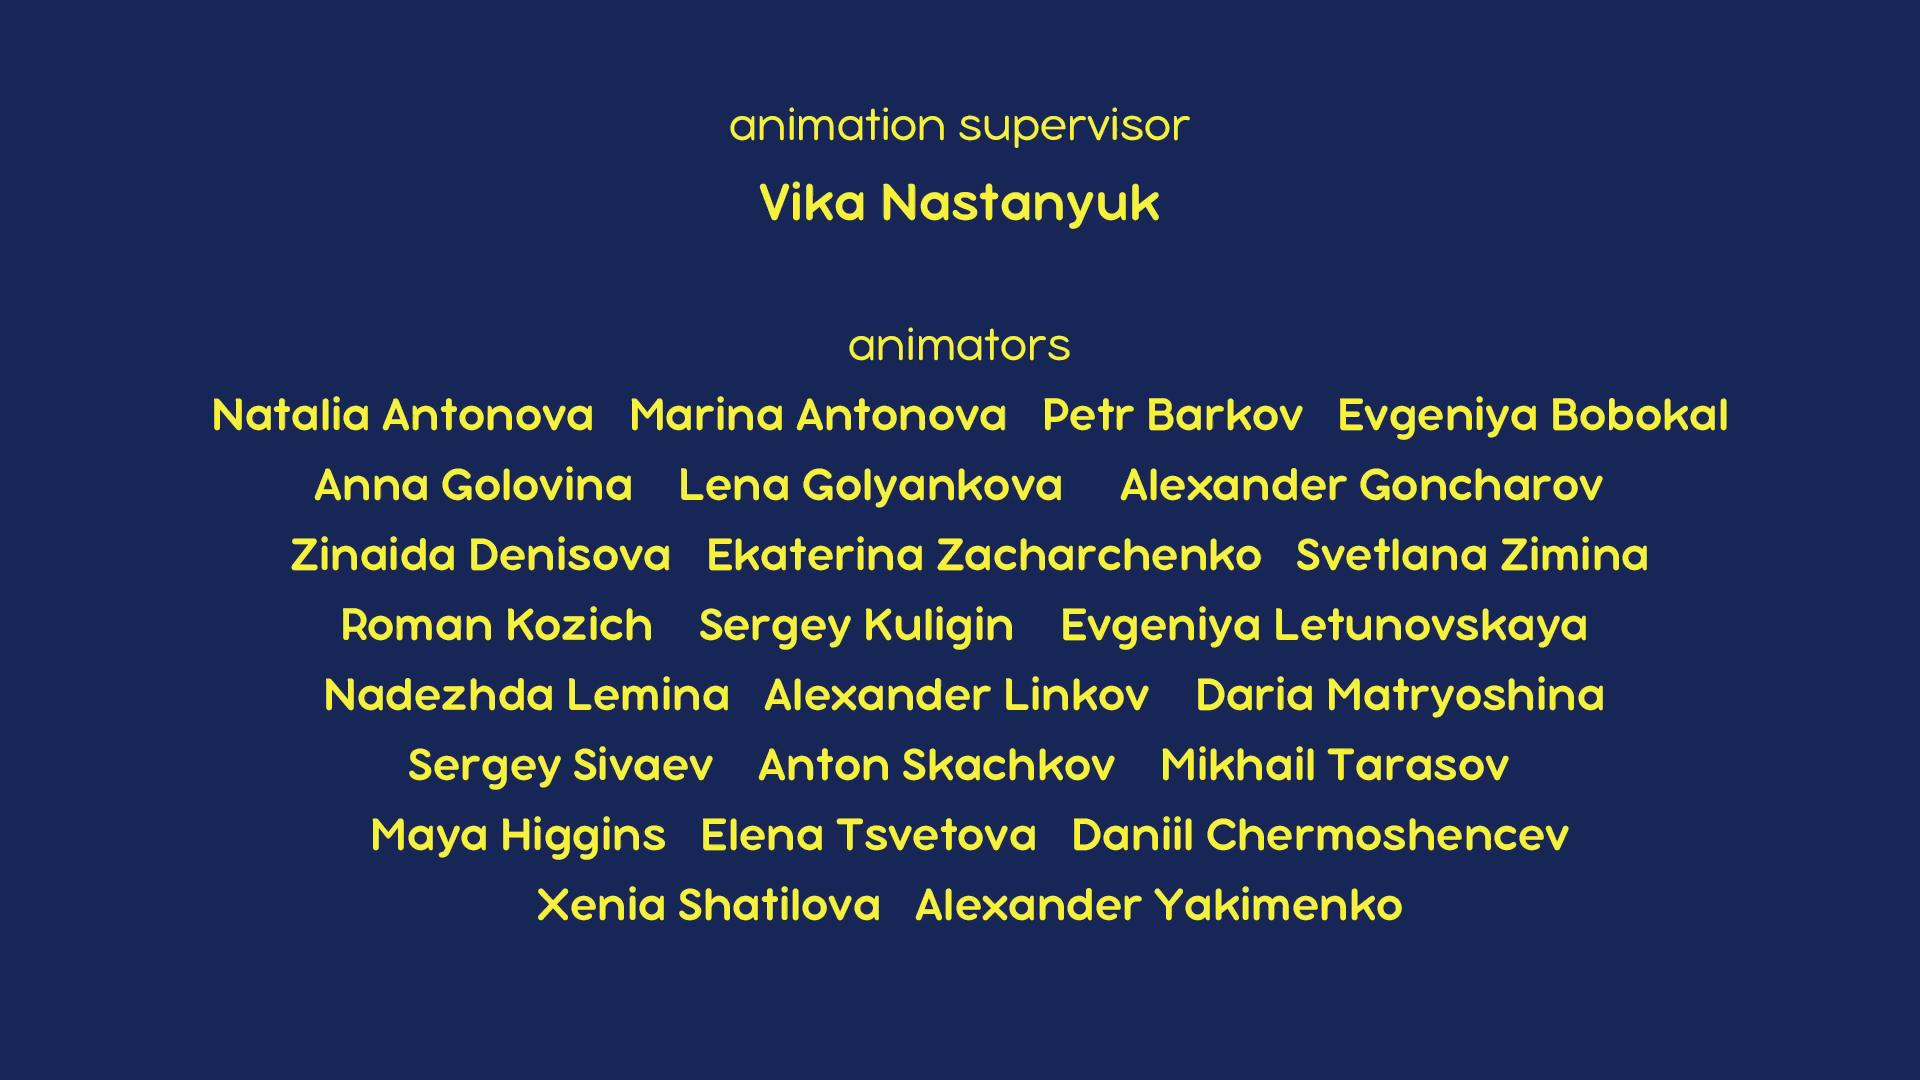 animation supervisor
Vika Nastanyuk
animators
Natalia Antonova Marina Antonova Petr Barkov Evgeniya Bobokal
Anna Golovina Lena Golyankova Alexander Goncharov
Zinaida Denisova Ekaterina Zacharchenko Svetlana Zimina
Roman Kozich Sergey Kuligin Evgeniya Letunovskaya
Nadezhda Lemina Alexander Linkov Daria Matryoshina
Sergey Sivaev Anton Skachkov Mikhail Tarasov
Maya Higgins Elena Tsvetova Daniil Chermoshencev
Xenia Shatilova Alexander Yakimenko